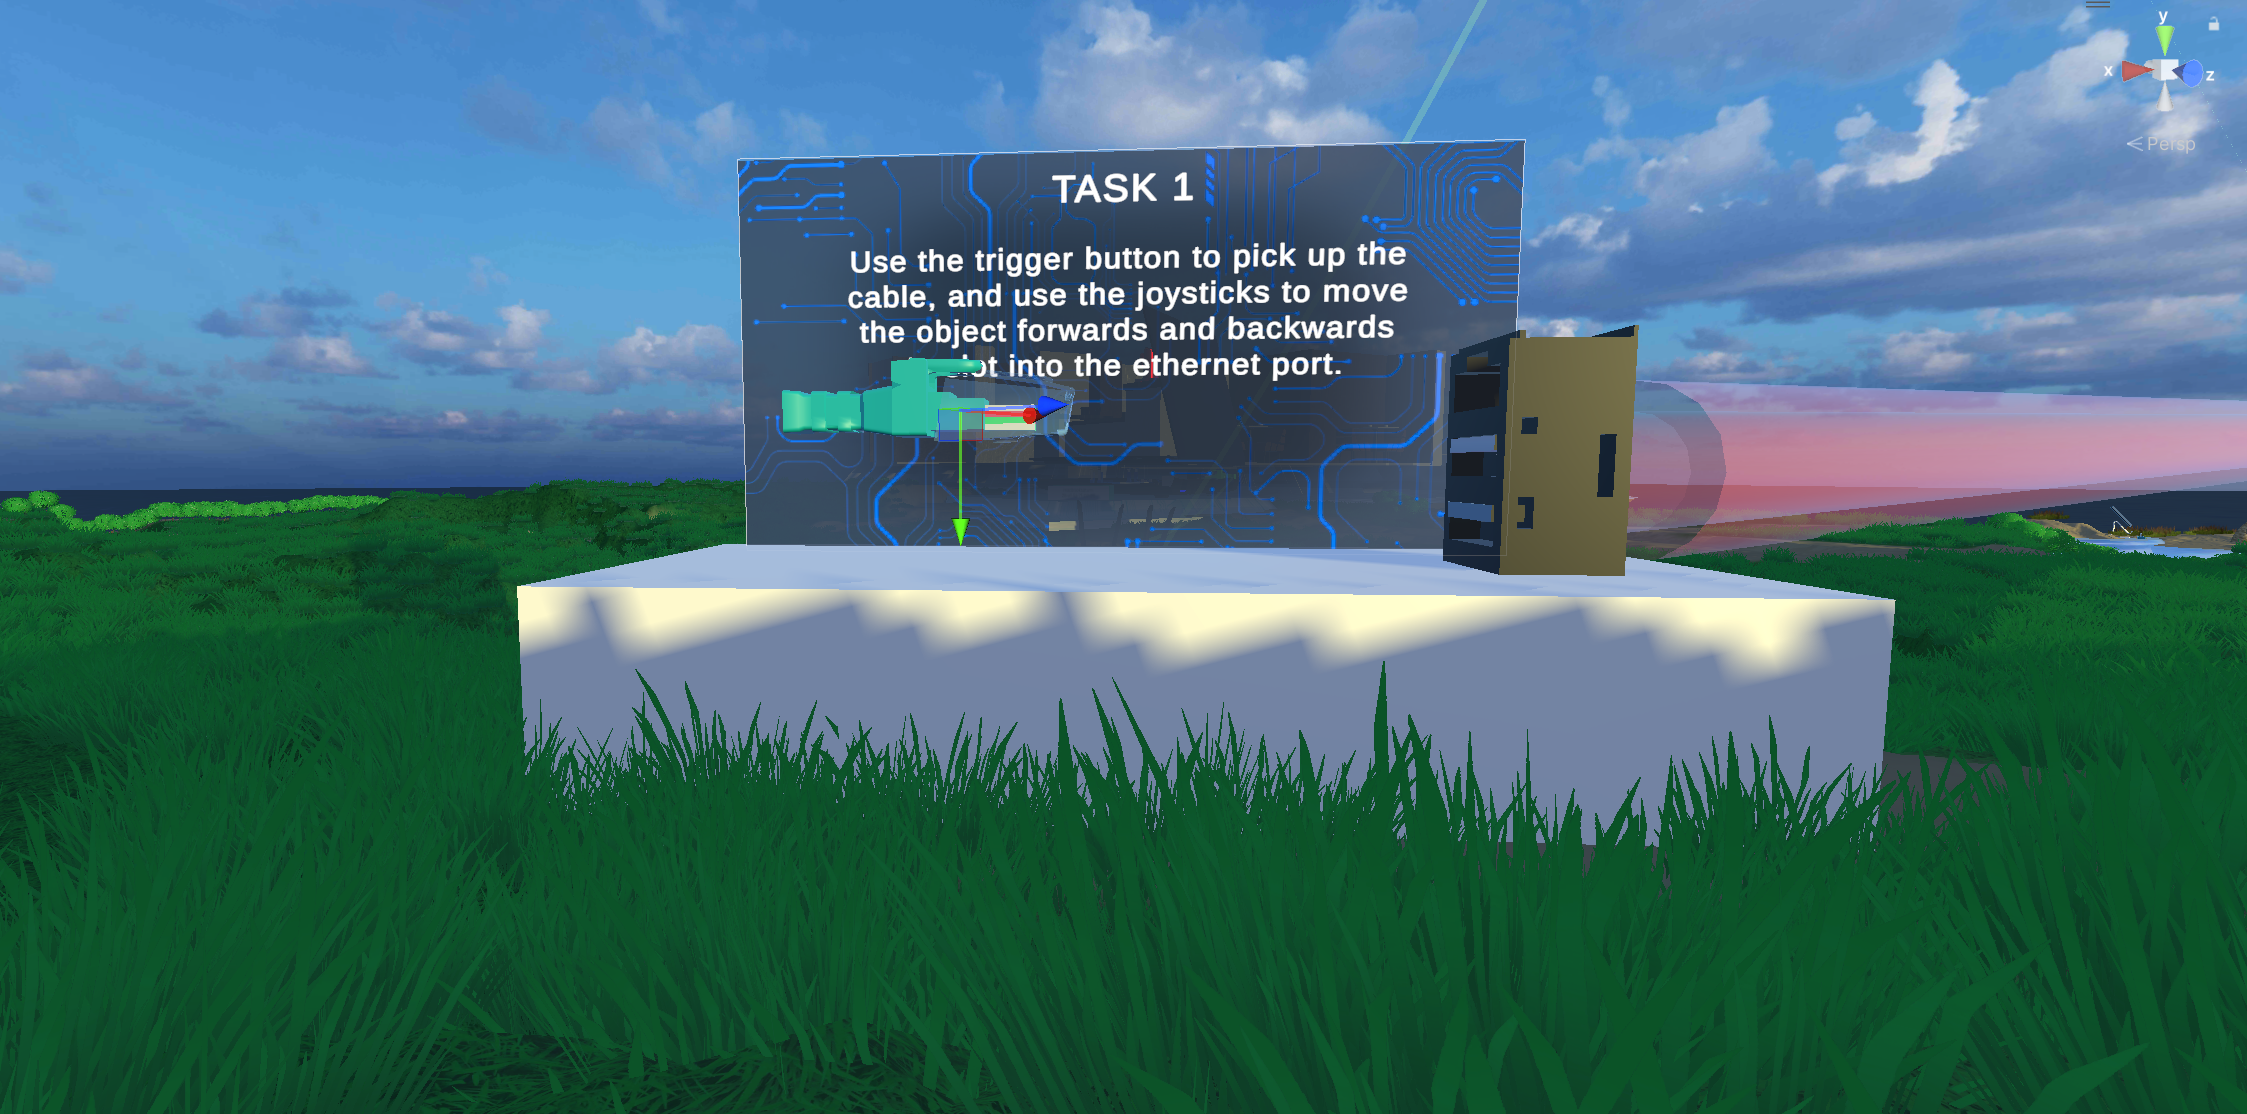 TASK 1
Use the trigger button to pick up the
cable, and use the joysticks to move
the object forwards and backwards
into the ethernet port.
y
x
z
Persp